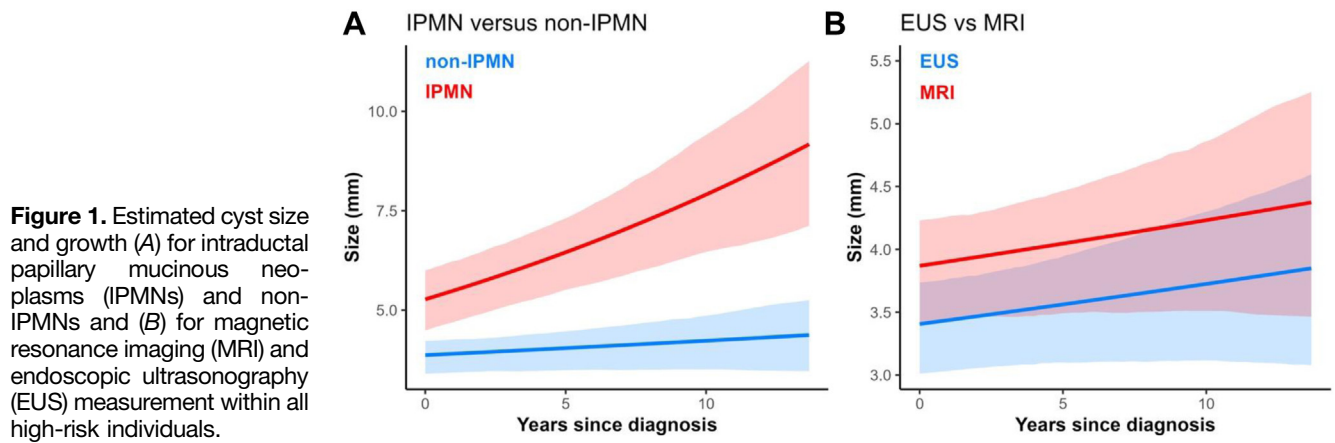 Figure 1. Estimated cyst size
and growth (A) for intraductal
papillary mucinous neo-
plasms (IPMNs) and non-
IPMNs and (B) for magnetic
resonance imaging (MRI) and
endoscopic ultrasonography
(EUS) measurement within all
high-risk individuals.
A
IPMN versus non-IPMN
non-IPMN
IPMN
10.0
7.5
5.0
Size (mm)
0 5 10
Years since diagnosis
B
EUS vs MRI
EUS
MRI
5.5
5.0
4.5
4.0
3.5
3.0
Size (mm)
0 5 10
Years since diagnosis